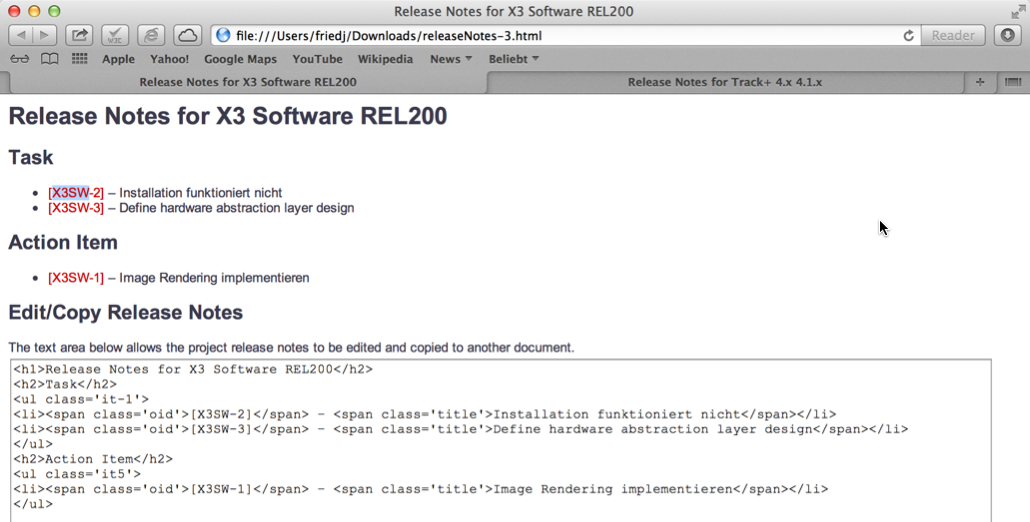 Release Notes for X3 Software REL200
file:///Users/friedj/Downloads/releaseNotes-3.html
Reader
Apple Yahoo! Google Maps YouTube Wikipedia News Beliebt
Release Notes for X3 Software REL200 Release Notes for Track+ 4.x 4.1.x
Release Notes for X3 Software REL200
Task
• [X3SW-2] – Installation funktioniert nicht
• [X3SW-3] – Define hardware abstraction layer design
Action Item
• [X3SW-1] – Image Rendering implementieren
Edit/Copy Release Notes
The text area below allows the project release notes to be edited and copied to another document.
<h1>Release Notes for X3 Software REL200</h2>
<h2>Task</h2>
<ul class='it-1'>
<li><span class='oid'>[X3SW-2]</span> – <span class='title'>Installation funktioniert nicht</span></li>
<li><span class='oid'>[X3SW-3]</span> – <span class='title'>Define hardware abstraction layer design</span></li>
</ul>
<h2>Action Item</h2>
<ul class='it5'>
<li><span class='oid'>[X3SW-1]</span> – <span class='title'>Image Rendering implementieren</span></li>
</ul>